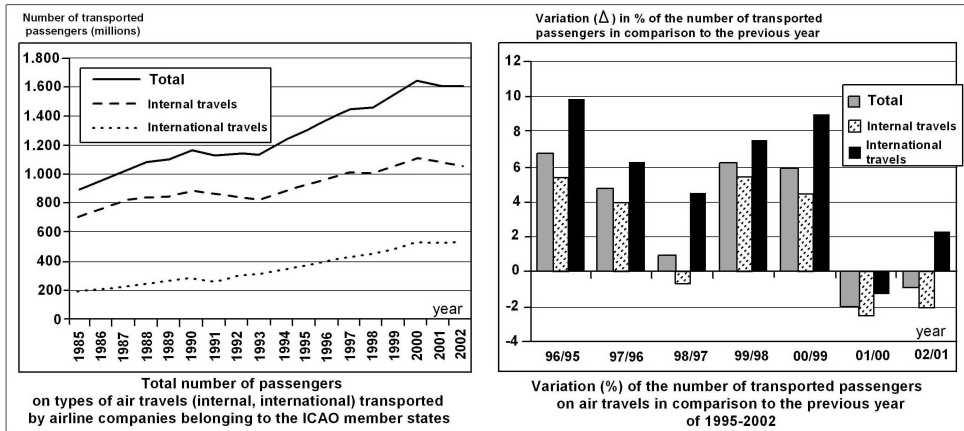 Number of transported
passengers (millions)
1.800
1.600
1.400
1.200
1.000
800
600
400
200
0
Total
Internal travels
International travels
year
1985
1986
1987
1988
1989
1990
1991
1992
1993
1994
1995
1996
1997
1998
1999
2000
2001
2002
Total number of passengers
on types of air travels (internal, international) transported
by airline companies belonging to the ICAO member states
Variation (Δ) in % of the number of transported
passengers in comparison to the previous year
12
10
8
6
4
2
0
-2
-4
Total
Internal travels
International
travels
year
96/95
97/96
98/97
99/98
00/99
01/00
02/01
Variation (%) of the number of transported passengers
on air travels in comparison to the previous year
of 1995-2002